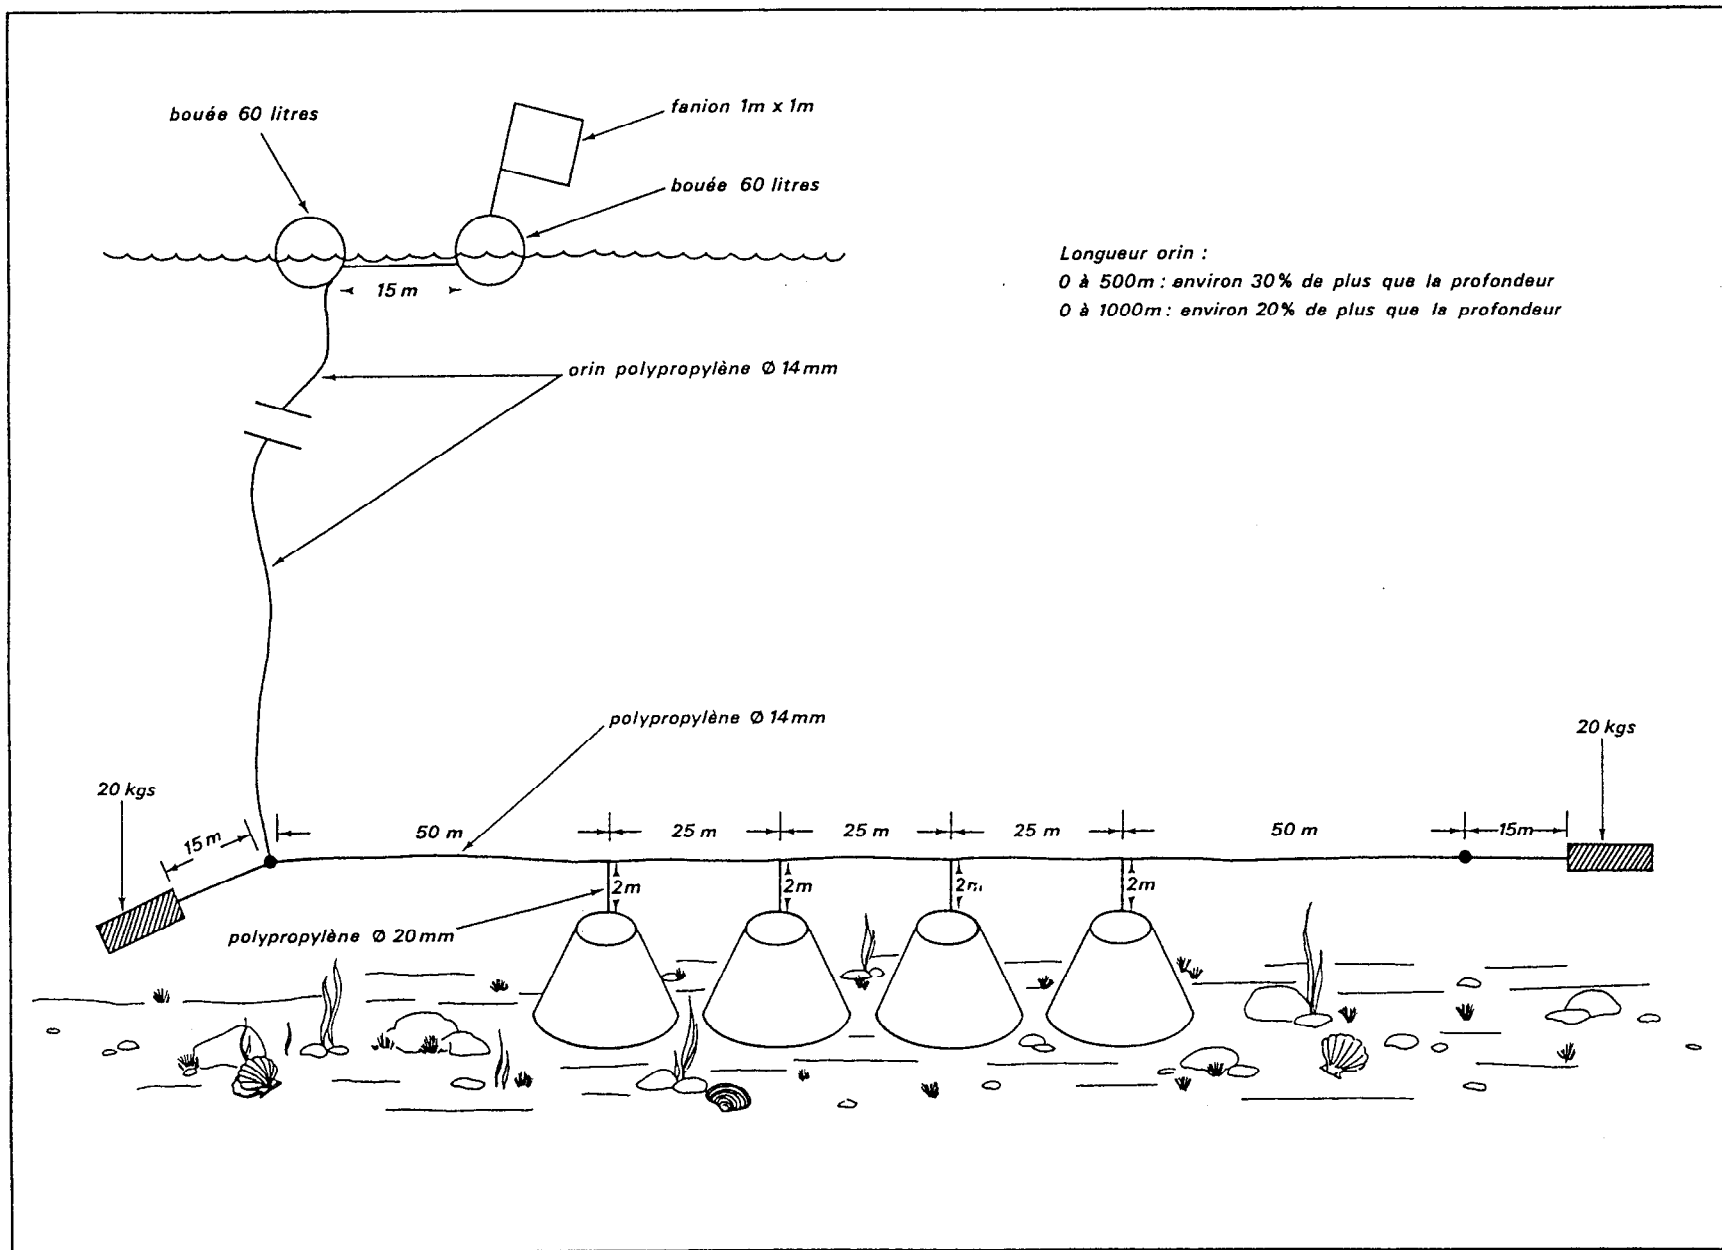 bouée 60 litres
fanion 1m x 1m
bouée 60 litres
15 m
Longueur orin :
0 à 500m : environ 30% de plus que la profondeur
0 à 1000m : environ 20% de plus que la profondeur
orin polypropylène Ø 14mm
polypropylène Ø 14mm
20 kgs
20 kgs
15 m
50 m
25 m
25 m
25 m
50 m
15m
2m
2m
2m
2m
polypropylène Ø 20mm